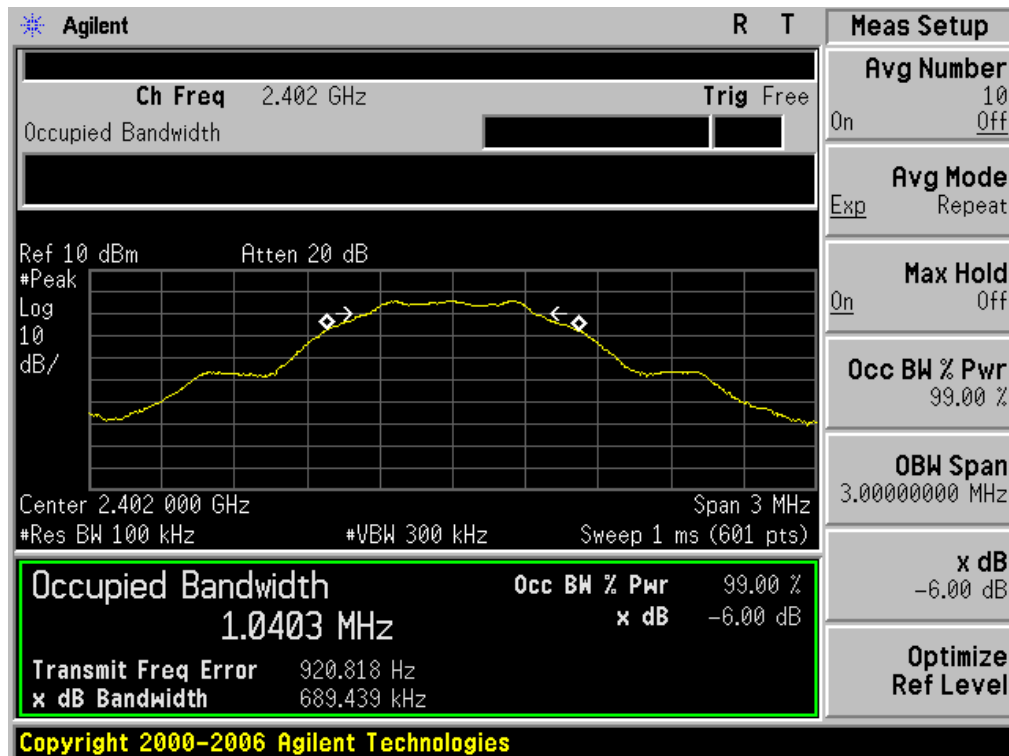 Agilent R T
Ch Freq 2.402 GHz Trig Free
Occupied Bandwidth
Ref 10 dBm Atten 20 dB
#Peak
Log
10
dB/
Center 2.402 000 GHz Span 3 MHz
#Res BW 100 kHz #VBW 300 kHz Sweep 1 ms (601 pts)
Occupied Bandwidth
1.0403 MHz
Occ BW % Pwr 99.00 %
x dB -6.00 dB
Transmit Freq Error 920.818 Hz
x dB Bandwidth 689.439 kHz
Copyright 2000-2006 Agilent Technologies
Meas Setup
Avg Number
10
On Off
Avg Mode
Exp Repeat
Max Hold
On Off
Occ BW % Pwr
99.00 %
OBW Span
3.00000000 MHz
x dB
-6.00 dB
Optimize
Ref Level